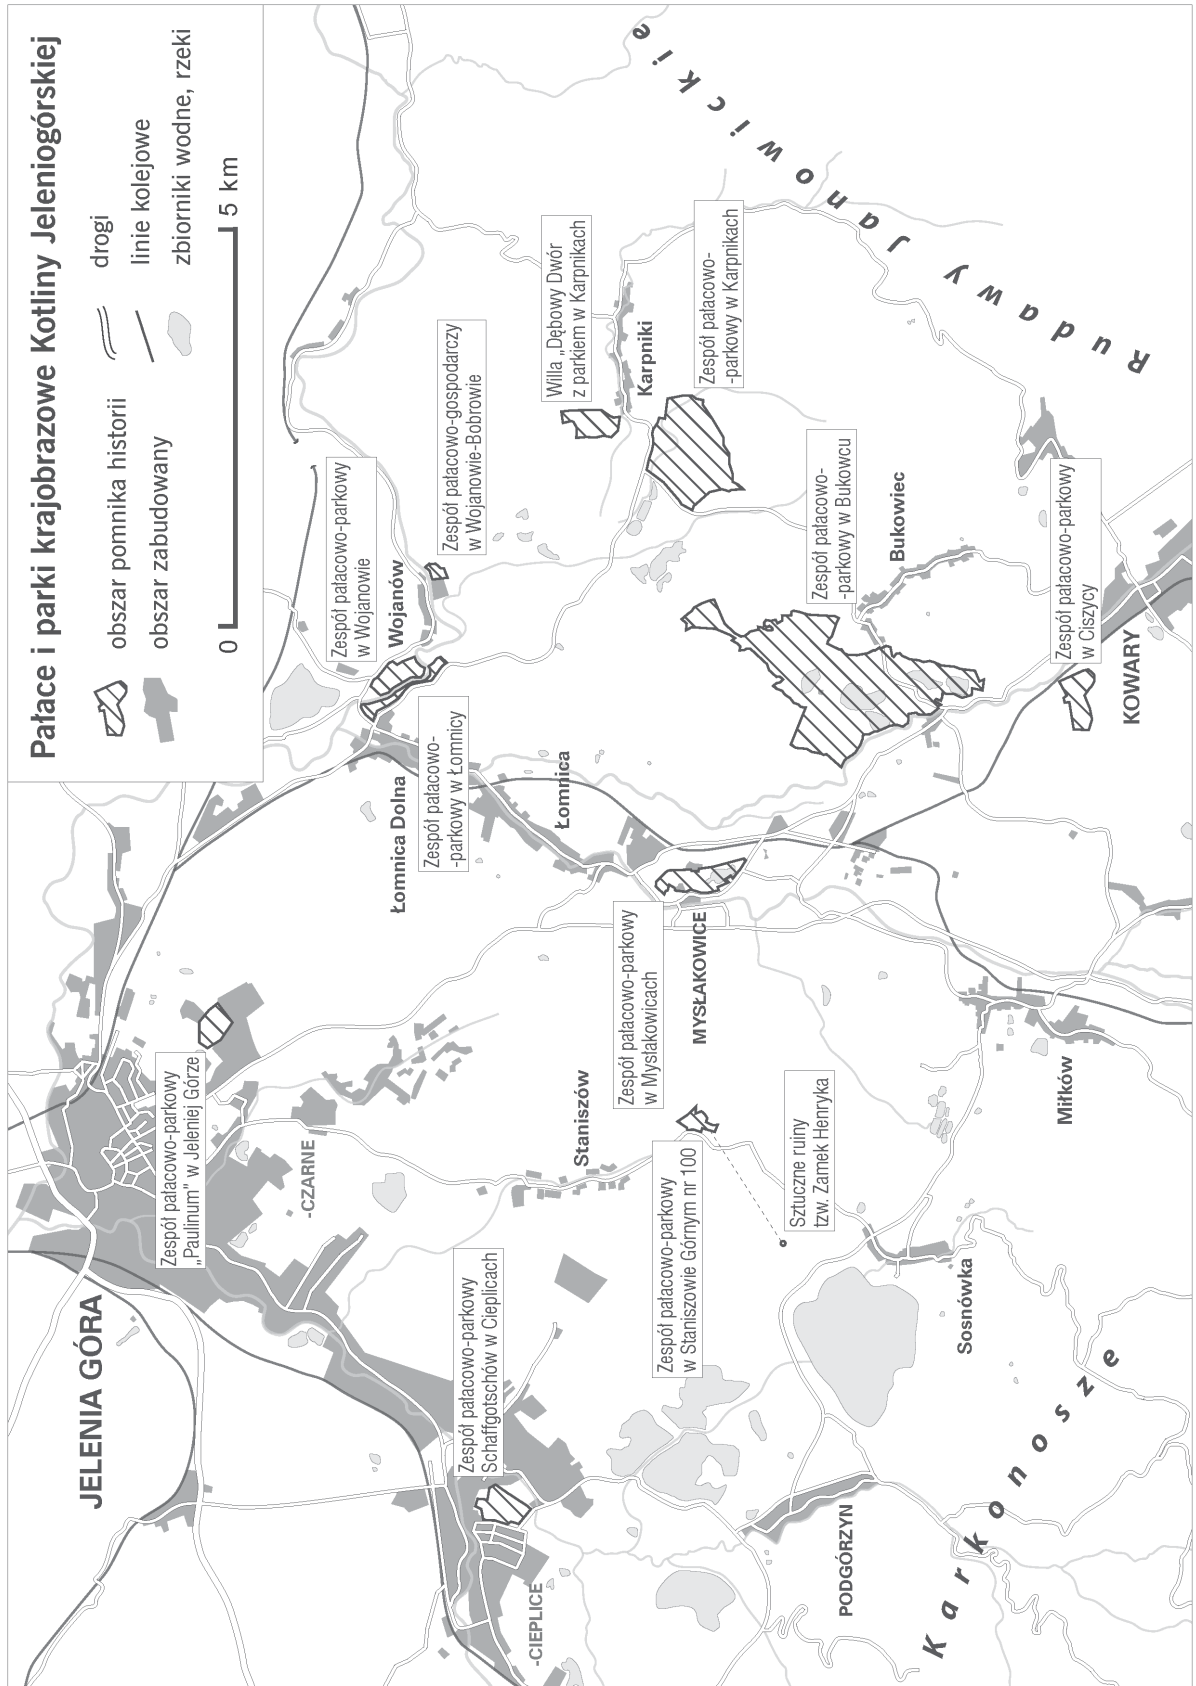 Pałace i parki krajobrazowe Kotliny Jeleniogórskiej
obszar pomnika historii
obszar zabudowany
drogi
linie kolejowe
zbiorniki wodne, rzeki
0
5 km
JELENIA GÓRA
Zespół pałacowo-parkowy
„Paulinum” w Jeleniej Górze
-CZARNE
Zespół pałacowo-parkowy
Schaffgotschów w Cieplicach
-CIEPLICE
Zespół pałacowo-parkowy
w Wojanowie
Wojanów
Zespół pałacowo-gospodarczy
w Wojanowie-Bobrowie
Łomnica Dolna
Zespół pałacowo-
-parkowy w Łomnicy
Łomnica
Willa „Dębowy Dwór
z parkiem w Karpnikach
Karpniki
Zespół pałacowo-
-parkowy w Karpnikach
Staniszów
Zespół pałacowo-parkowy
w Mysłakowicach
MYSŁAKOWICE
Zespół pałacowo-parkowy
w Staniszowie Górnym nr 100
Sztuczne ruiny
tzw. Zamek Henryka
Zespół pałacowo-
-parkowy w Bukowcu
Bukowiec
Zespół pałacowo-parkowy
w Ciszycy
KOWARY
Miłków
Sosnówka
PODGÓRZYN
Karkonosze
Rudawy Janowickie